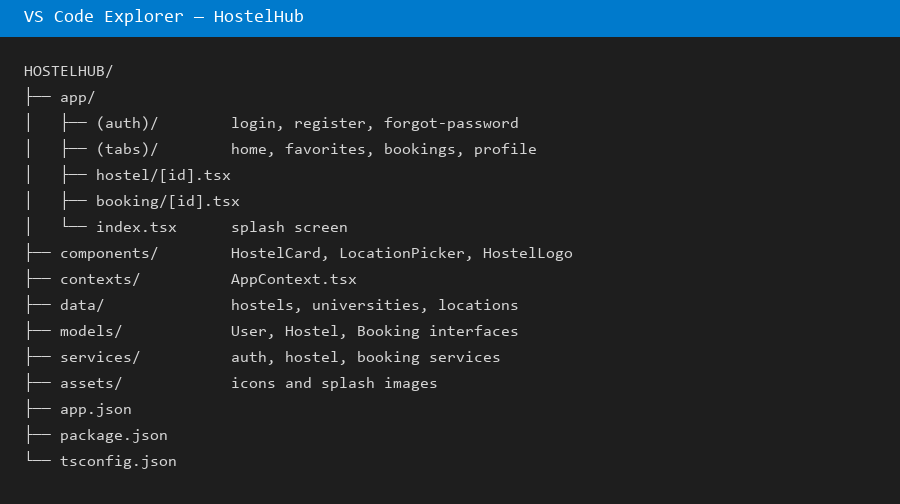 VS Code Explorer — HostelHub
HOSTELHUB/
├── app/
│   ├── (auth)/        login, register, forgot-password
│   ├── (tabs)/        home, favorites, bookings, profile
│   ├── hostel/[id].tsx
│   ├── booking/[id].tsx
│   └── index.tsx      splash screen
├── components/        HostelCard, LocationPicker, HostelLogo
├── contexts/          AppContext.tsx
├── data/              hostels, universities, locations
├── models/            User, Hostel, Booking interfaces
├── services/          auth, hostel, booking services
├── assets/            icons and splash images
├── app.json
├── package.json
└── tsconfig.json